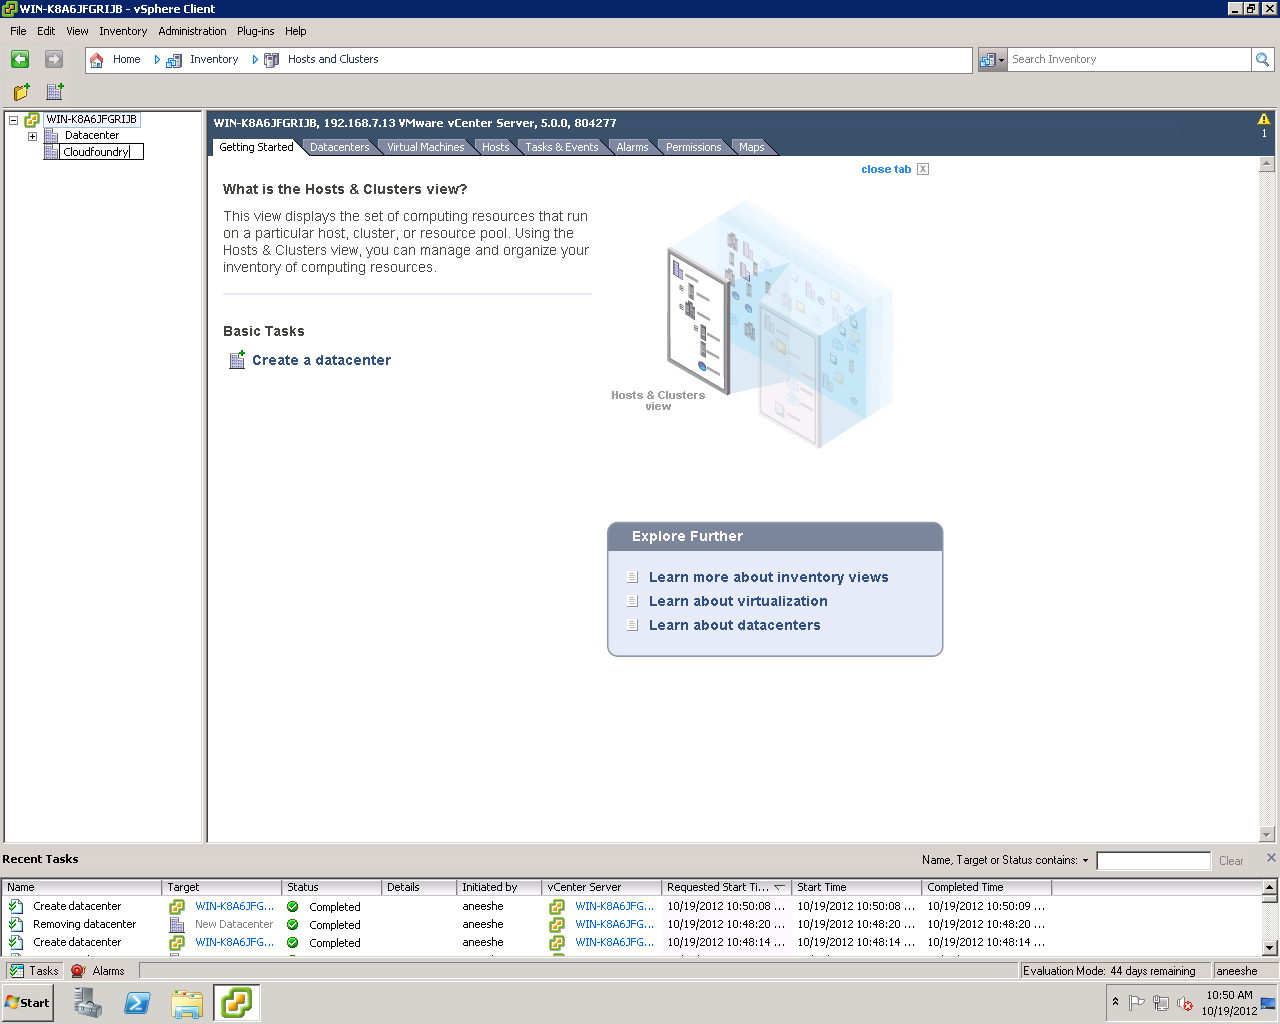 WIN-K8A6JFGRIJB - vSphere Client
File Edit View Inventory Administration Plug-ins Help
Home Inventory Hosts and Clusters Search Inventory
WIN-K8A6JFGRIJB
Datacenter
Cloudfoundry
WIN-K8A6JFGRIJB, 192.168.7.13 VMware vCenter Server, 5.0.0, 804277
1
Getting Started Datacenters Virtual Machines Hosts Tasks & Events Alarms Permissions Maps
close tab X
What is the Hosts & Clusters view?
This view displays the set of computing resources that run
on a particular host, cluster, or resource pool. Using the
Hosts & Clusters view, you can manage and organize your
inventory of computing resources.
Basic Tasks
Create a datacenter
Hosts & Clusters
view
Explore Further
Learn more about inventory views
Learn about virtualization
Learn about datacenters
Recent Tasks Name, Target or Status contains: Clear
Name Target Status Details Initiated by vCenter Server Requested Start Ti... Start Time Completed Time
Create datacenter WIN-K8A6JFG... Completed aneeshe WIN-K8A6JFG... 10/19/2012 10:50:08 ... 10/19/2012 10:50:08 ... 10/19/2012 10:50:09 ...
Removing datacenter New Datacenter Completed aneeshe WIN-K8A6JFG... 10/19/2012 10:48:20 ... 10/19/2012 10:48:20 ... 10/19/2012 10:48:20 ...
Create datacenter WIN-K8A6JFG... Completed aneeshe WIN-K8A6JFG... 10/19/2012 10:48:14 ... 10/19/2012 10:48:14 ... 10/19/2012 10:48:14 ...
Tasks Alarms Evaluation Mode: 44 days remaining aneeshe
Start 10:50 AM
10/19/2012